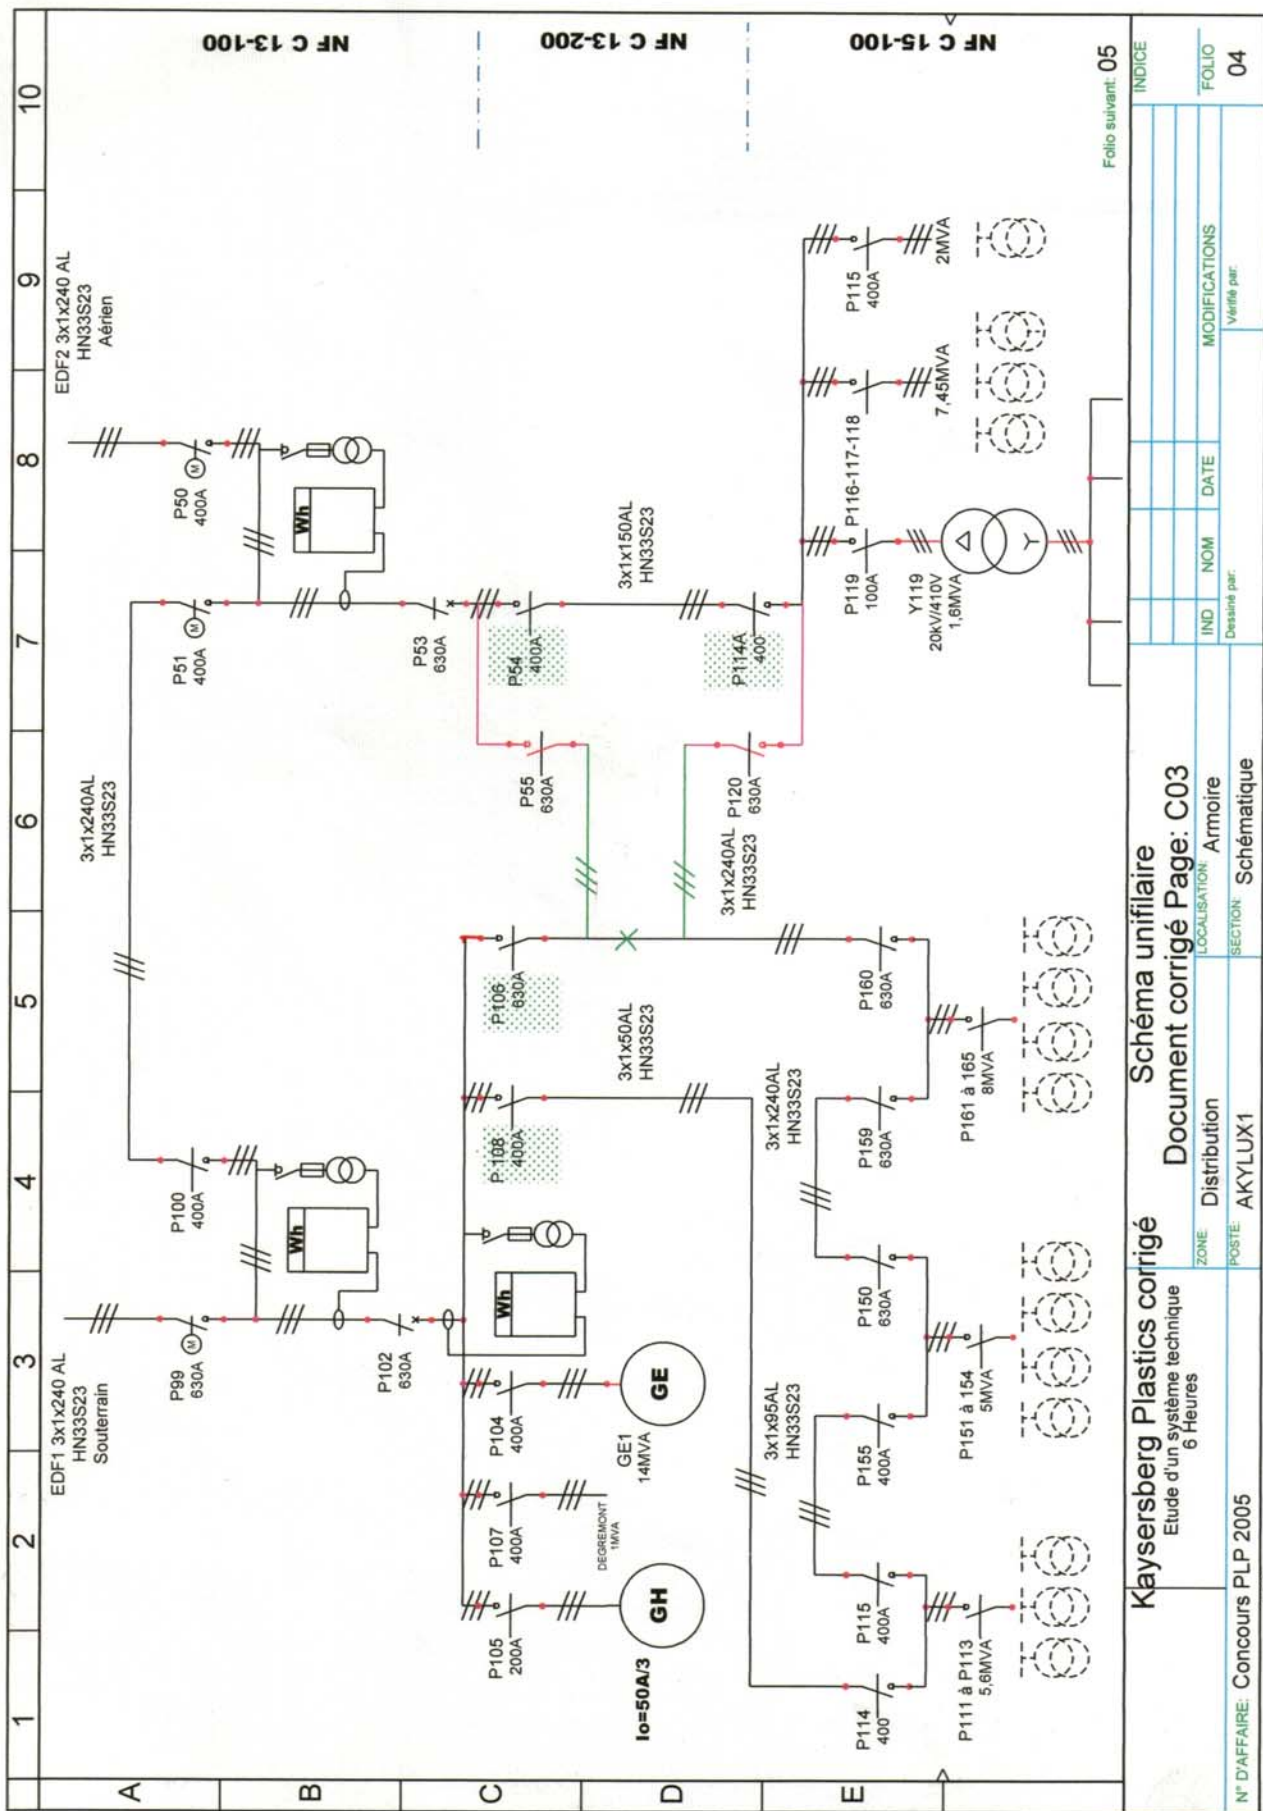 1 2 3 4 5 6 7 8 9 10
A
B
C
D
E
EDF1 3x1x240 AL
HN33S23
Souterrain
P99
630A
M
P100
400A
3x1x240AL
HN33S23
P51
400A
M
P50
400A
M
EDF2 3x1x240 AL
HN33S23
Aérien
NF C 13-100
Wh
Wh
P102
630A
P53
630A
P105
200A
P107
400A
P104
400A
Wh
P108
400A
P106
630A
P55
630A
P54
400A
NF C 13-200
Io=50A/3
GH
DEGREMONT
1MVA
GE1
14MVA
GE
3x1x50AL
HN33S23
3x1x150AL
HN33S23
3x1x95AL
HN33S23
3x1x240AL
HN33S23
3x1x240AL
HN33S23
P120
630A
P114A
400
P114
400
P115
400A
P155
400A
P150
630A
P159
630A
P160
630A
P119
100A
P116-117-118
P115
400A
NF C 15-100
P111 à P113
5,6MVA
P151 à 154
5MVA
P161 à 165
8MVA
Y119
20kV/410V
1,6MVA
7,45MVA
2MVA
Folio suivant: 05
Kaysersberg Plastics corrigé
Etude d'un système technique
6 Heures
Schéma unifilaire
Document corrigé Page: C03
ZONE: Distribution
LOCALISATION: Armoire
POSTE: AKYLUX1
SECTION: Schématique
N° D'AFFAIRE: Concours PLP 2005
IND NOM DATE MODIFICATIONS
Dessiné par:
Vérifié par:
INDICE
FOLIO
04